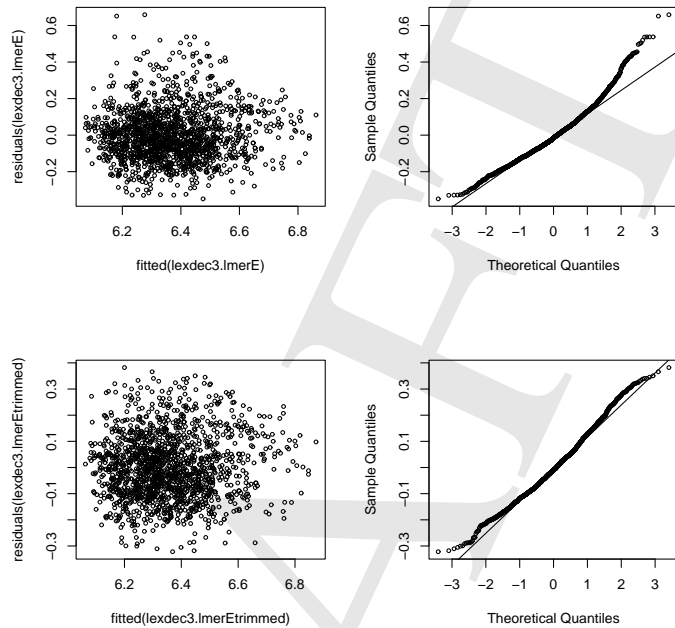 residuals(lexdec3.lmerE)
0.6
0.4
0.2
0.0
−0.2
6.2 6.4 6.6 6.8
fitted(lexdec3.lmerE)
Sample Quantiles
0.6
0.4
0.2
0.0
−0.2
−3 −2 −1 0 1 2 3
Theoretical Quantiles
residuals(lexdec3.lmerEtrimmed)
0.3
0.1
−0.1
−0.3
6.2 6.4 6.6 6.8
fitted(lexdec3.lmerEtrimmed)
Sample Quantiles
0.3
0.1
−0.1
−0.3
−3 −2 −1 0 1 2 3
Theoretical Quantiles